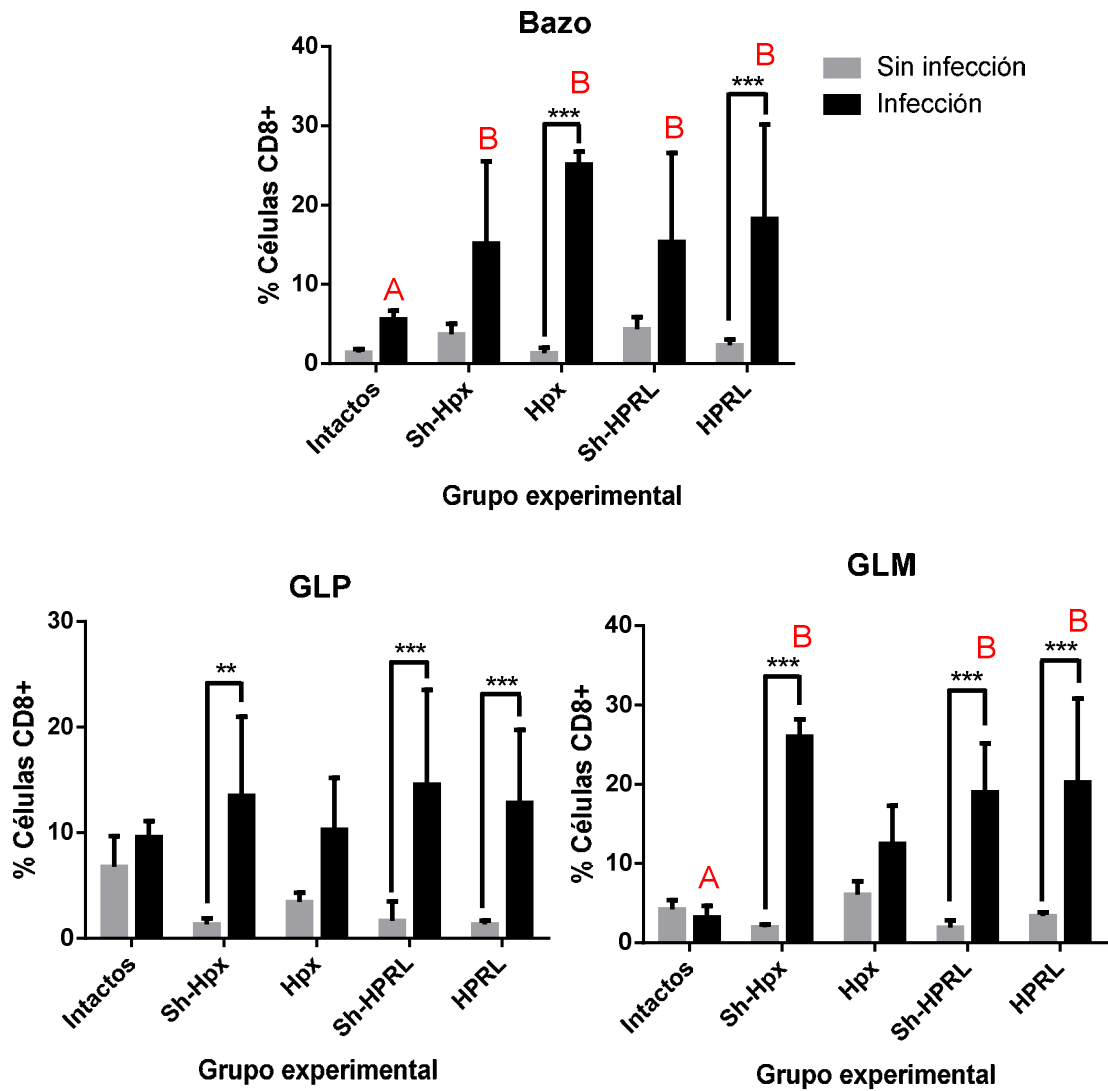 Bazo
% Células CD8+
40
30
20
10
0
A
B
***
B
B
***
B
Sin infección
Infección
Intactos
Sh-Hpx
Hpx
Sh-HPRL
HPRL
Grupo experimental
GLP
% Células CD8+
30
20
10
0
**
***
***
Intactos
Sh-Hpx
Hpx
Sh-HPRL
HPRL
Grupo experimental
GLM
% Células CD8+
40
30
20
10
0
A
***
B
***
B
***
B
Intactos
Sh-Hpx
Hpx
Sh-HPRL
HPRL
Grupo experimental